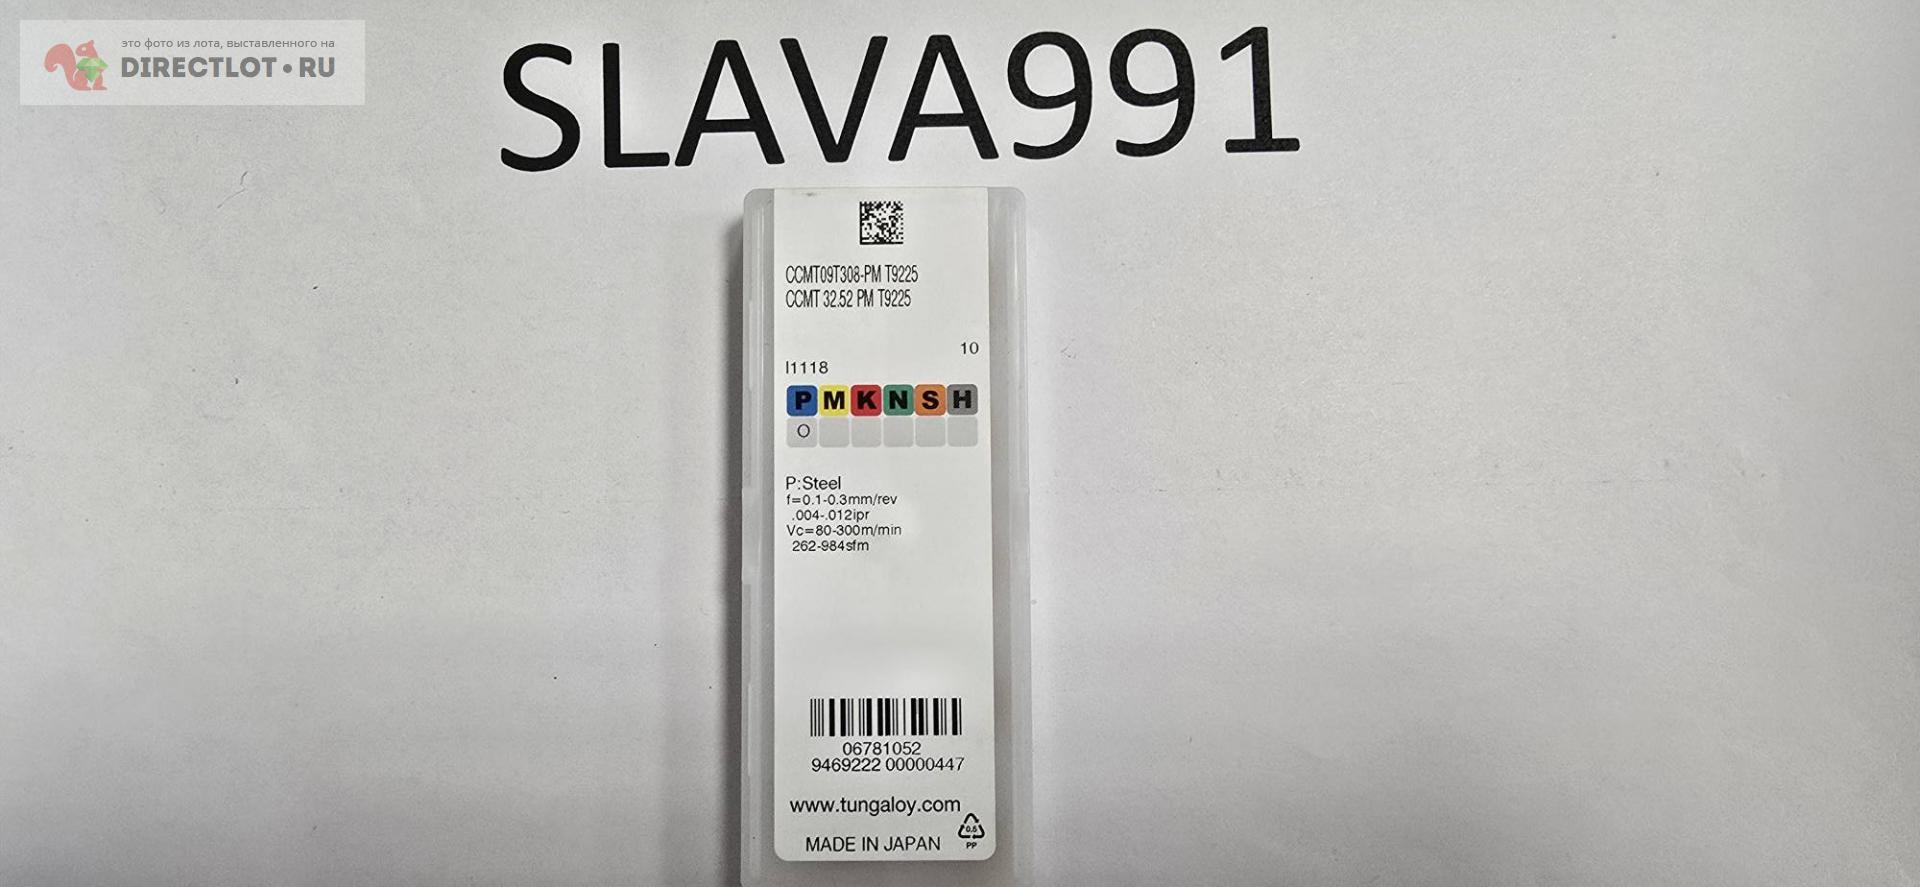 это фото из лота, выставленного на
DIRECTLOT•RU
SLAVA991
CCMT09T308-PM T9225
CCMT 32.52 PM T9225
10
I1118
P M K N S H
O
P:Steel
f=0.1-0.3mm/rev
.004-.012ipr
Vc=80-300m/min
262-984sfm
06781052
9469222 00000447
www.tungaloy.com
0.5
PP
MADE IN JAPAN